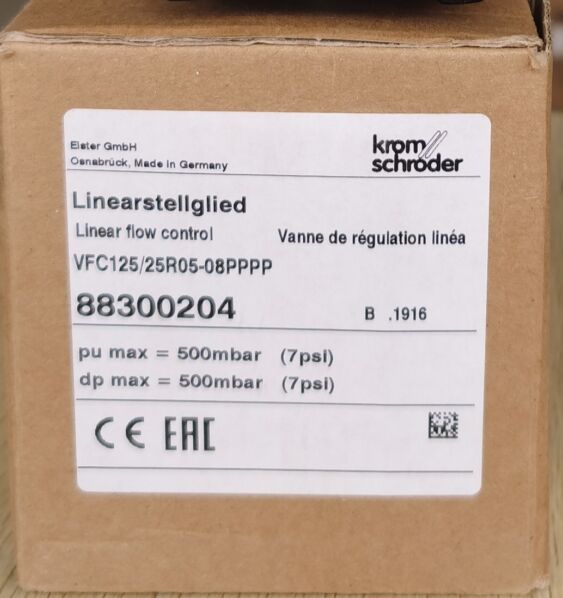 Elster GmbH
Osnabrück, Made in Germany
krom
schröder
Linearstellglied
Linear flow control
Vanne de régulation linéa
VFC125/25R05-08PPPP
88300204
B .1916
pu max = 500mbar (7psi)
dp max = 500mbar (7psi)
CE EAC